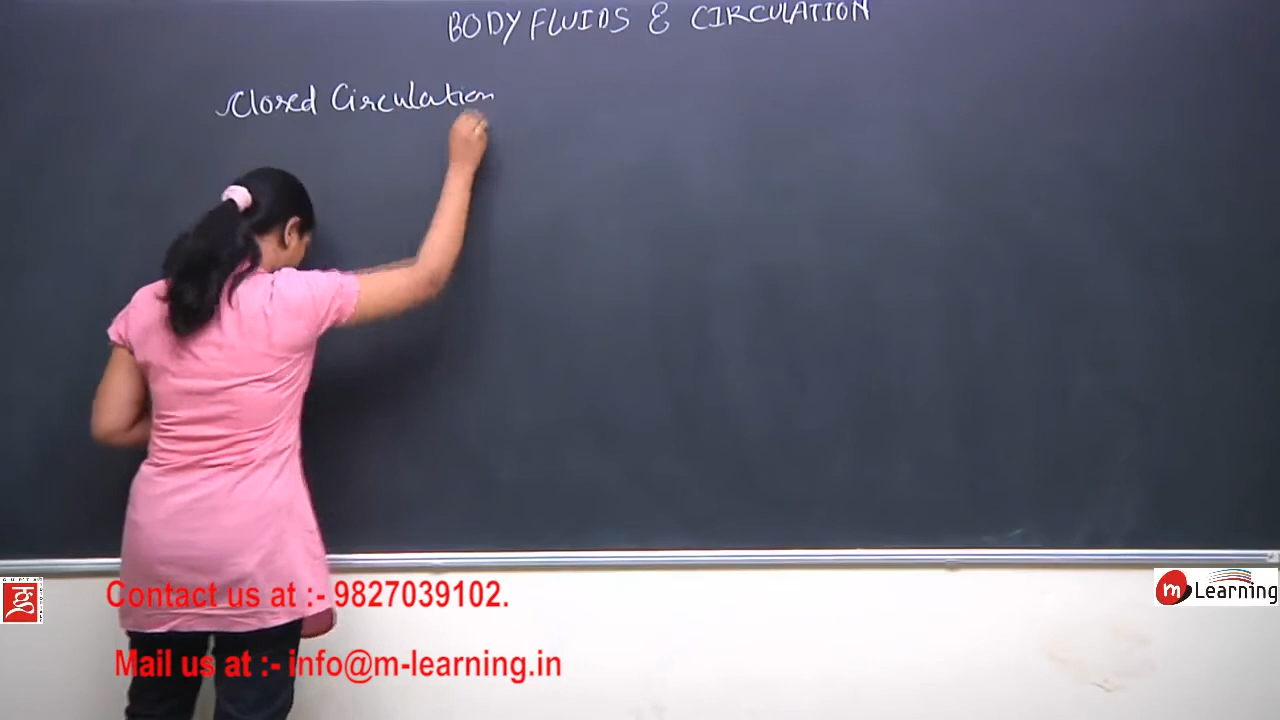 BODY FLUIDS & CIRCULATION
Closed Circulation
Contact us at :- 9827039102.
Mail us at :- info@m-learning.in
m Learning